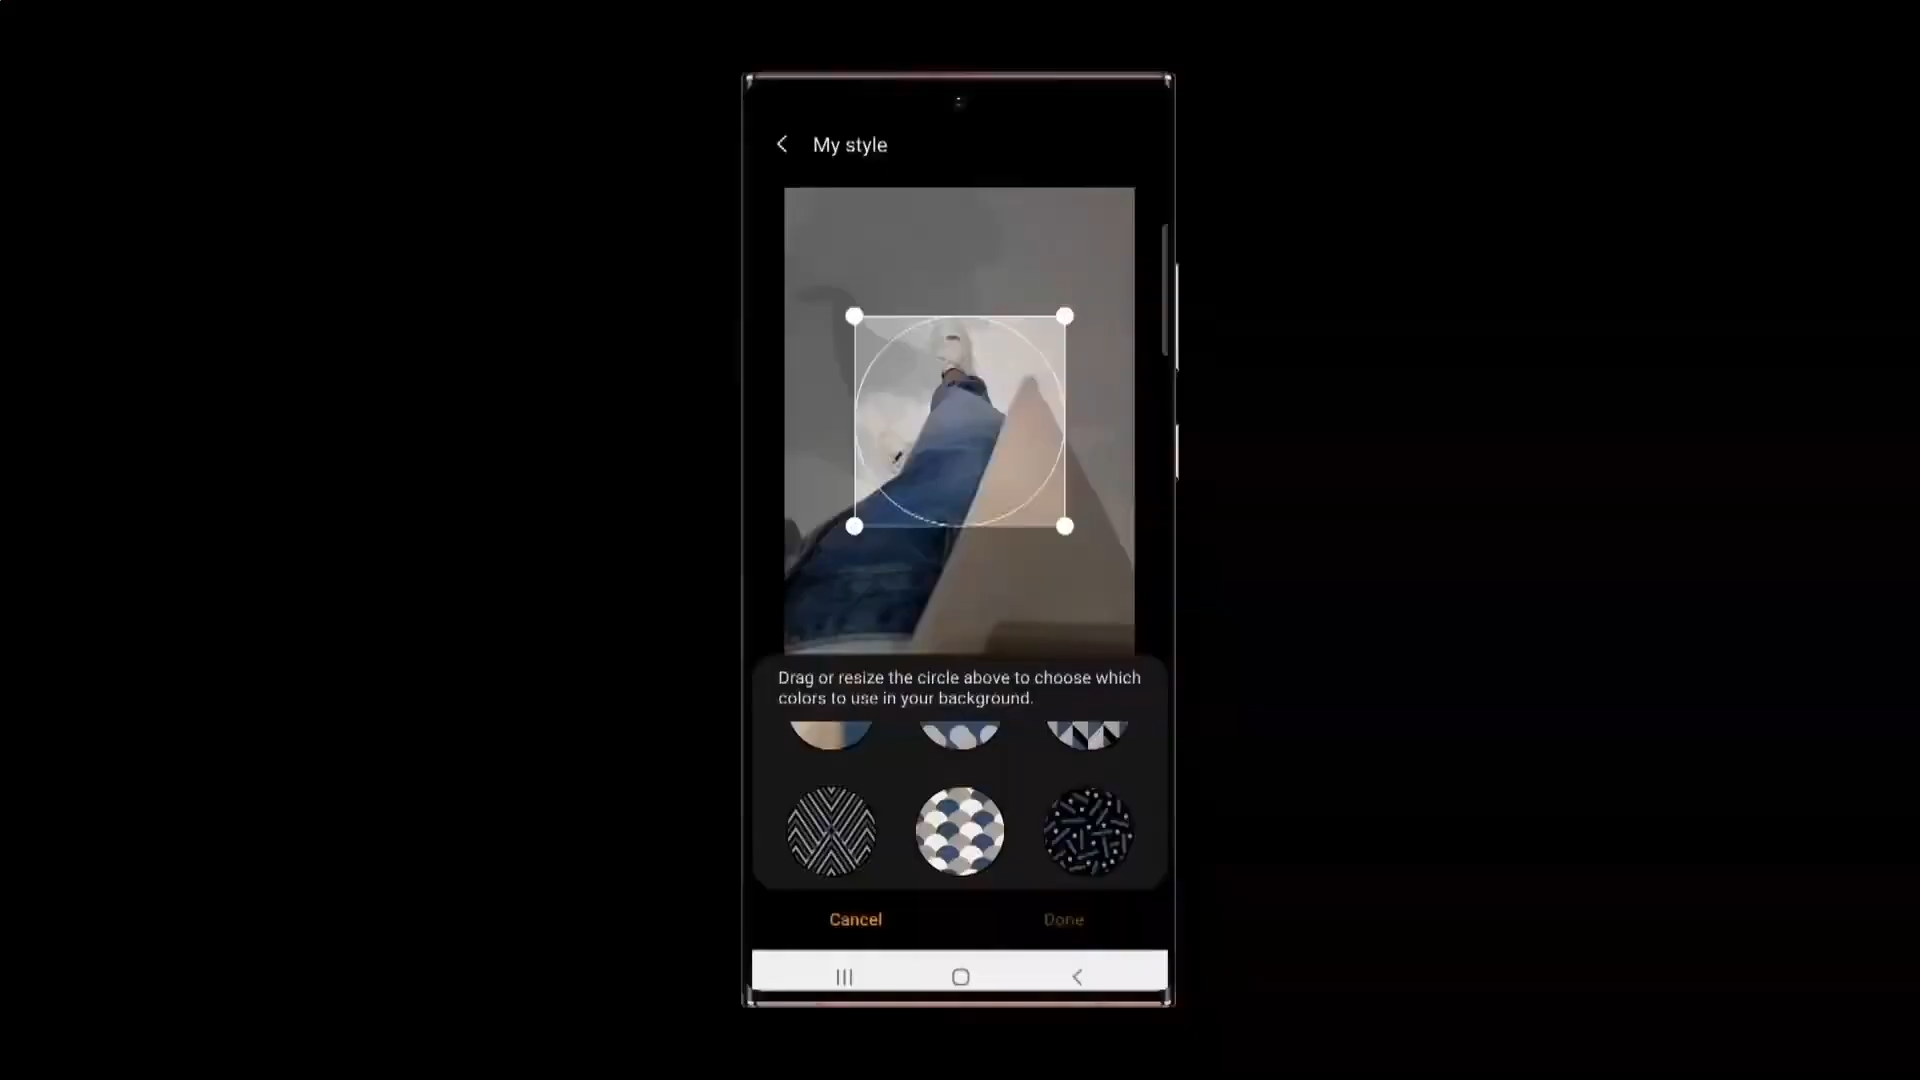 My style
Drag or resize the circle above to choose which
colors to use in your background.
Cancel
Done